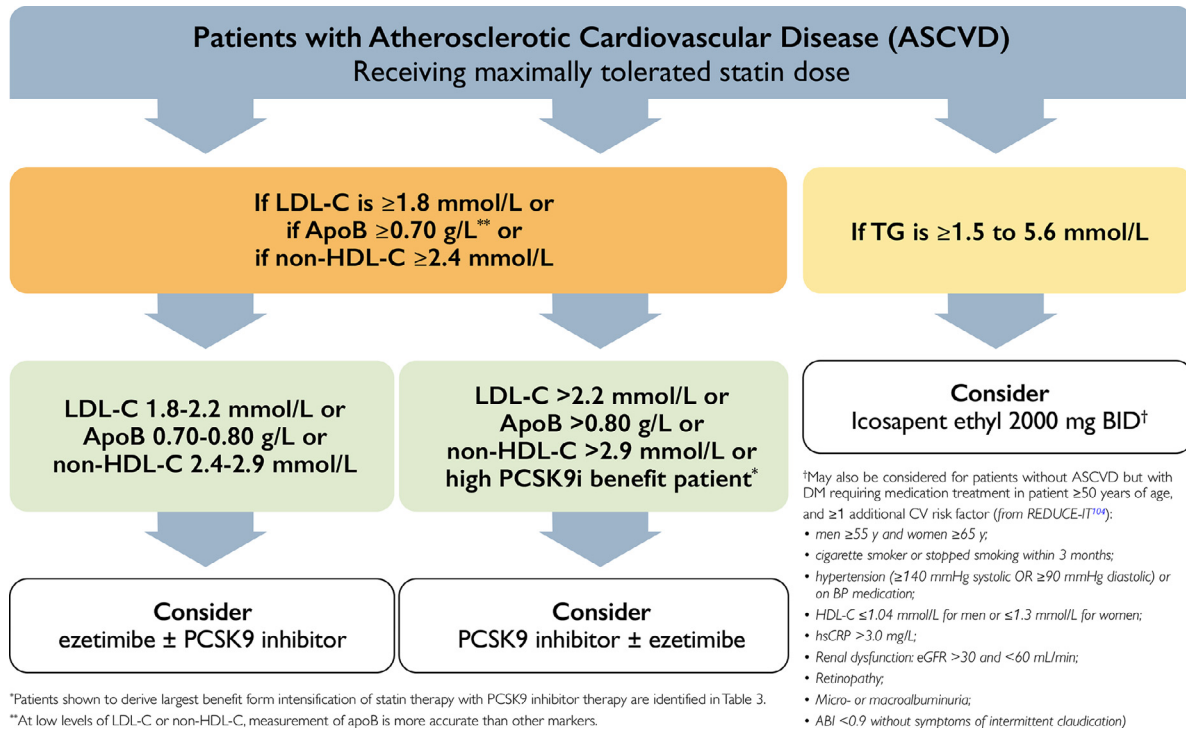 Patients with Atherosclerotic Cardiovascular Disease (ASCVD)
Receiving maximally tolerated statin dose
If LDL-C is ≥1.8 mmol/L or
if ApoB ≥0.70 g/L** or
if non-HDL-C ≥2.4 mmol/L
If TG is ≥1.5 to 5.6 mmol/L
LDL-C 1.8-2.2 mmol/L or
ApoB 0.70-0.80 g/L or
non-HDL-C 2.4-2.9 mmol/L
LDL-C >2.2 mmol/L or
ApoB >0.80 g/L or
non-HDL-C >2.9 mmol/L or
high PCSK9i benefit patient*
Consider
Icosapent ethyl 2000 mg BID†
Consider
ezetimibe ± PCSK9 inhibitor
Consider
PCSK9 inhibitor ± ezetimibe
†May also be considered for patients without ASCVD but with
DM requiring medication treatment in patient ≥50 years of age,
and ≥1 additional CV risk factor (from REDUCE-IT104):
• men ≥55 y and women ≥65 y;
• cigarette smoker or stopped smoking within 3 months;
• hypertension (≥140 mmHg systolic OR ≥90 mmHg diastolic) or
on BP medication;
• HDL-C ≤1.04 mmol/L for men or ≤1.3 mmol/L for women;
• hsCRP >3.0 mg/L;
• Renal dysfunction: eGFR >30 and <60 mL/min;
• Retinopathy;
• Micro- or macroalbuminuria;
• ABI <0.9 without symptoms of intermittent claudication)
*Patients shown to derive largest benefit form intensification of statin therapy with PCSK9 inhibitor therapy are identified in Table 3.
**At low levels of LDL-C or non-HDL-C, measurement of apoB is more accurate than other markers.